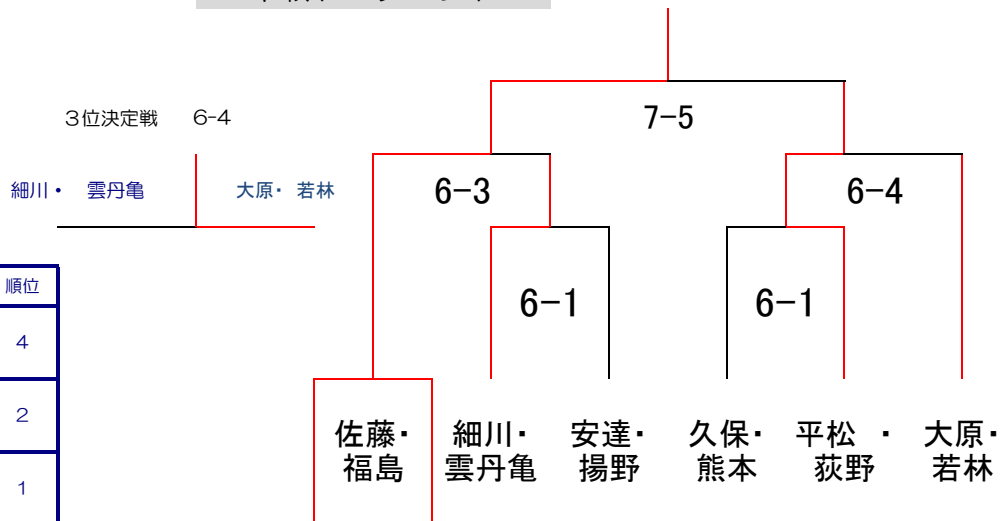 7-5
3位決定戦 6-4
細川・ 雲丹亀 大原・ 若林
6-3 6-4
順位
6-1 6-1
4
2
1
佐藤・ 細川・ 安達・ 久保・ 平松 ・ 大原・
福島 雲丹亀 揚野 熊本 荻野 若林